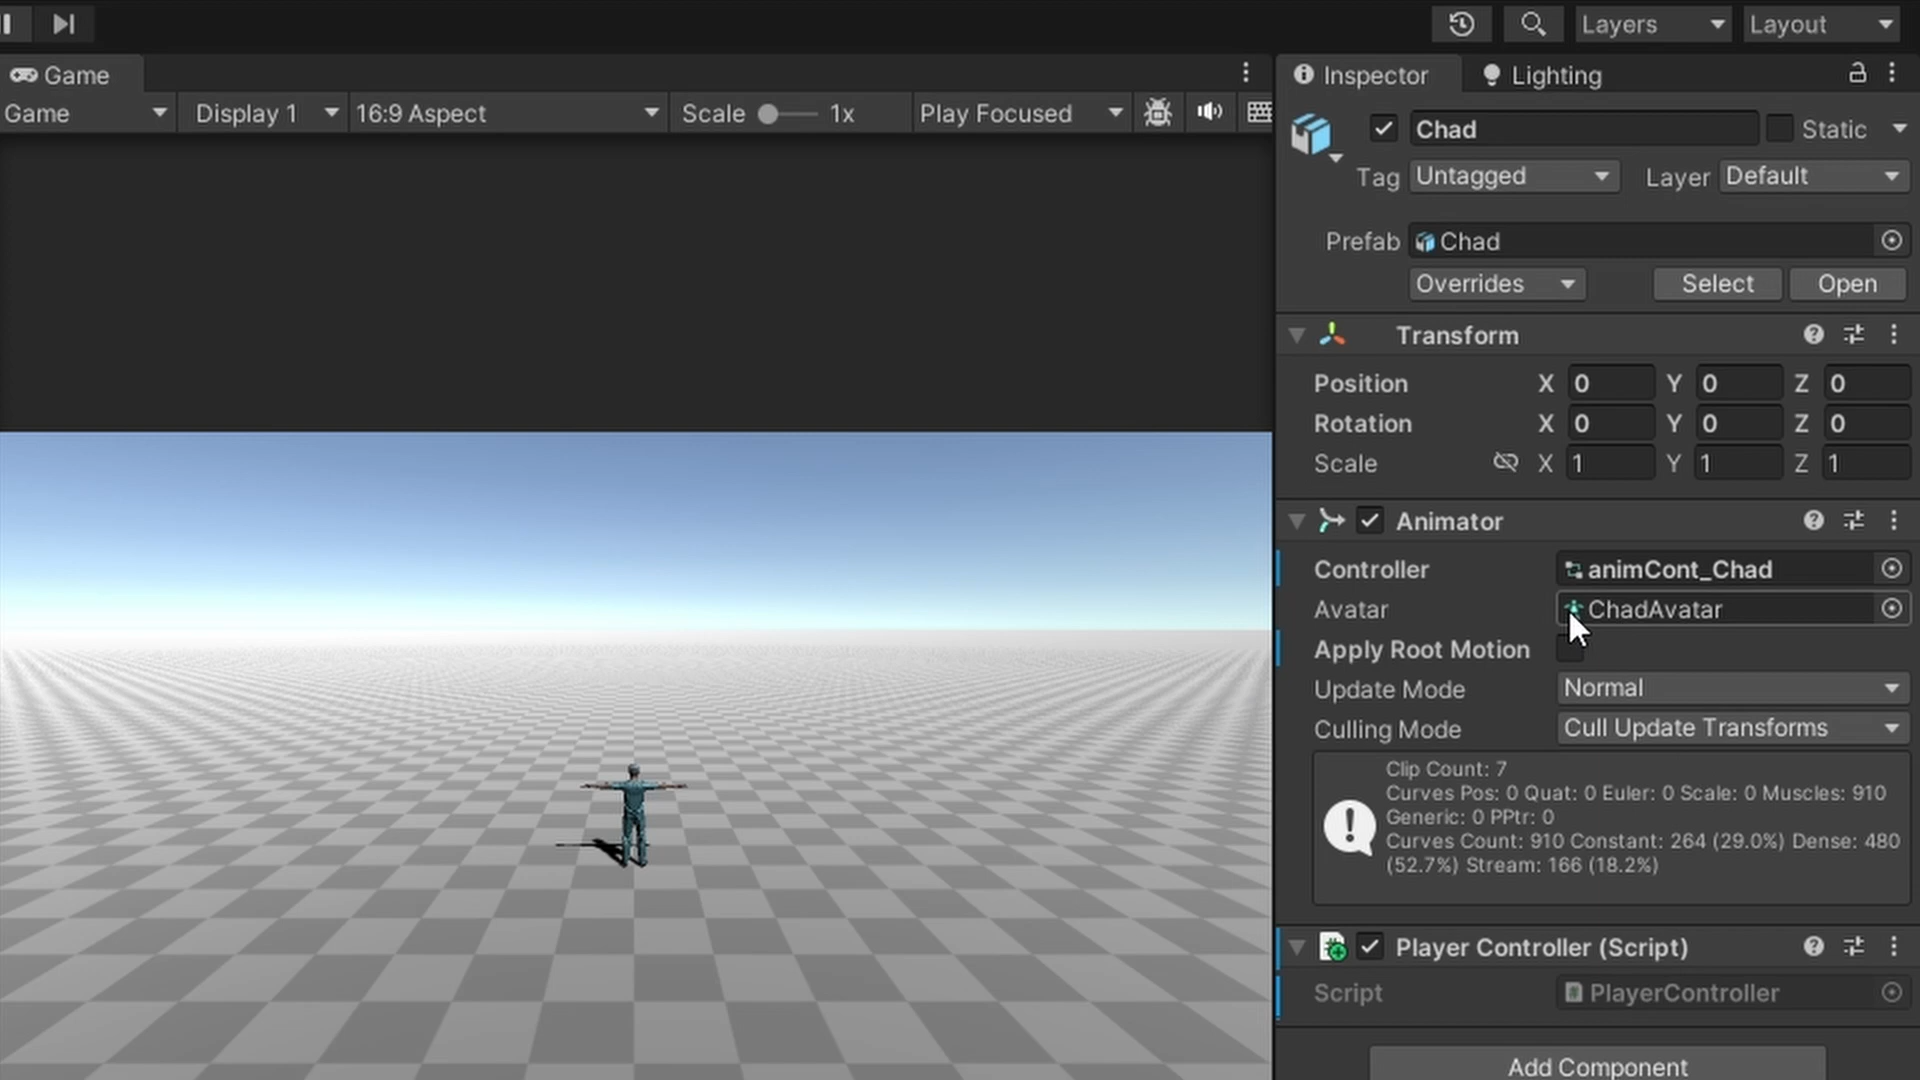 Layers
Layout
Game
Inspector
Lighting
Game
Display 1
16:9 Aspect
Scale
1x
Play Focused
Chad
Static
Tag
Untagged
Layer
Default
Prefab
Chad
Overrides
Select
Open
Transform
Position X 0 Y 0 Z 0
Rotation X 0 Y 0 Z 0
Scale X 1 Y 1 Z 1
Animator
Controller animCont_Chad
Avatar ChadAvatar
Apply Root Motion
Update Mode Normal
Culling Mode Cull Update Transforms
Clip Count: 7
Curves Pos: 0 Quat: 0 Euler: 0 Scale: 0 Muscles: 910
Generic: 0 PPtr: 0
Curves Count: 910 Constant: 264 (29.0%) Dense: 480
(52.7%) Stream: 166 (18.2%)
Player Controller (Script)
Script PlayerController
Add Component